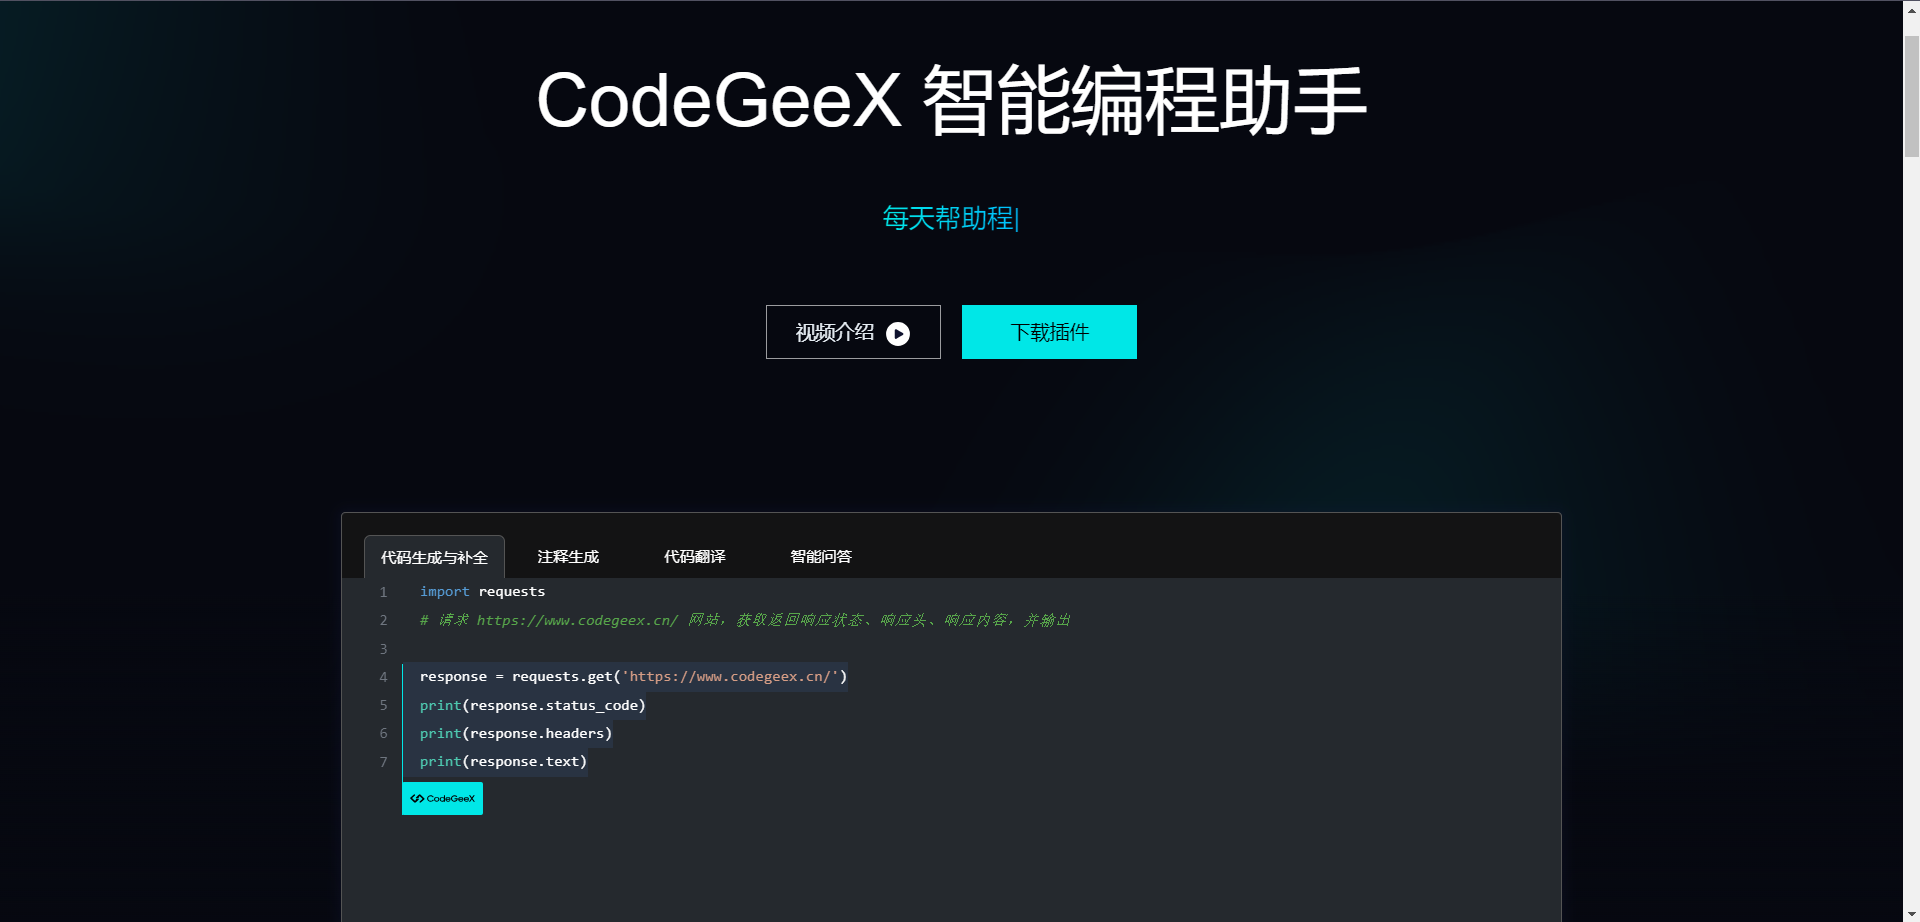 CodeGeeX 智能编程助手
每天帮助程|
视频介绍
下载插件
代码生成与补全 注释生成 代码翻译 智能问答
1 import requests
2 # 请求 https://www.codegeex.cn/ 网站，获取返回响应状态、响应头、响应内容，并输出
3
4 response = requests.get('https://www.codegeex.cn/')
5 print(response.status_code)
6 print(response.headers)
7 print(response.text)
CodeGeeX